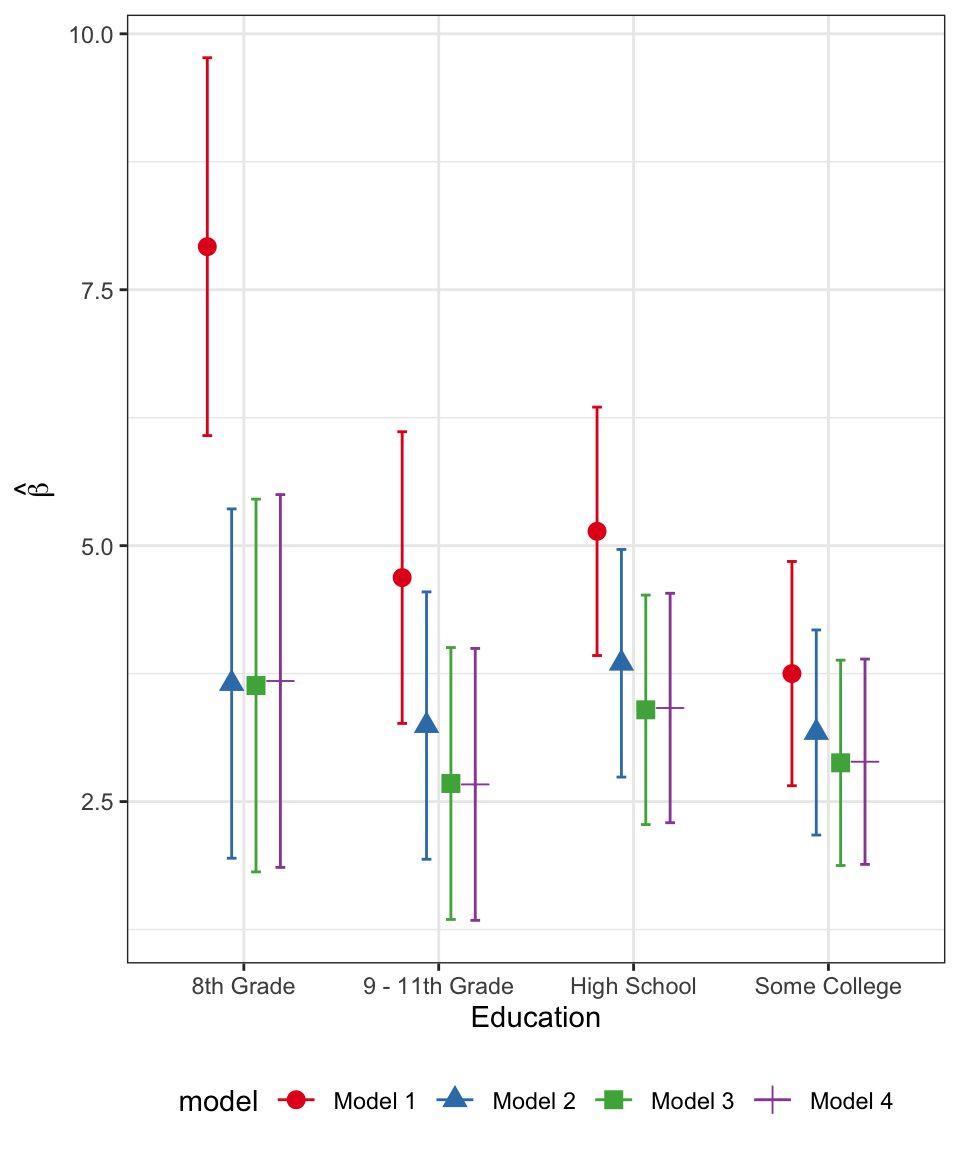 10.0
7.5
5.0
2.5
β̂
8th Grade 9 - 11th Grade High School Some College
Education
model Model 1 Model 2 Model 3 Model 4